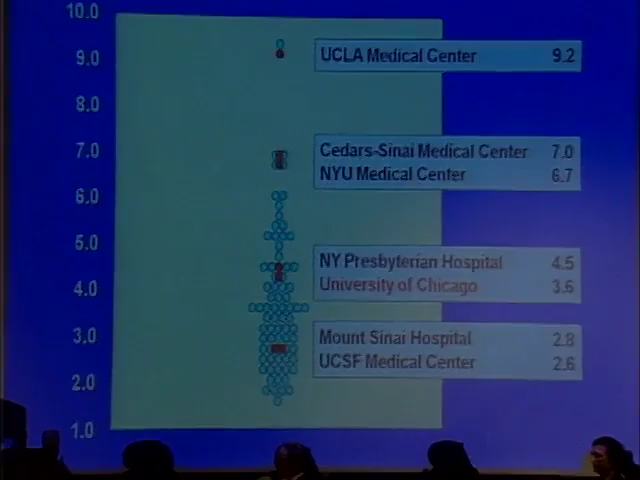 10.0
9.0
8.0
7.0
6.0
5.0
4.0
3.0
2.0
1.0
UCLA Medical Center 9.2
Cedars-Sinai Medical Center 7.0
NYU Medical Center 6.7
NY Presbyterian Hospital 4.5
University of Chicago 3.6
Mount Sinai Hospital 2.8
UCSF Medical Center 2.6